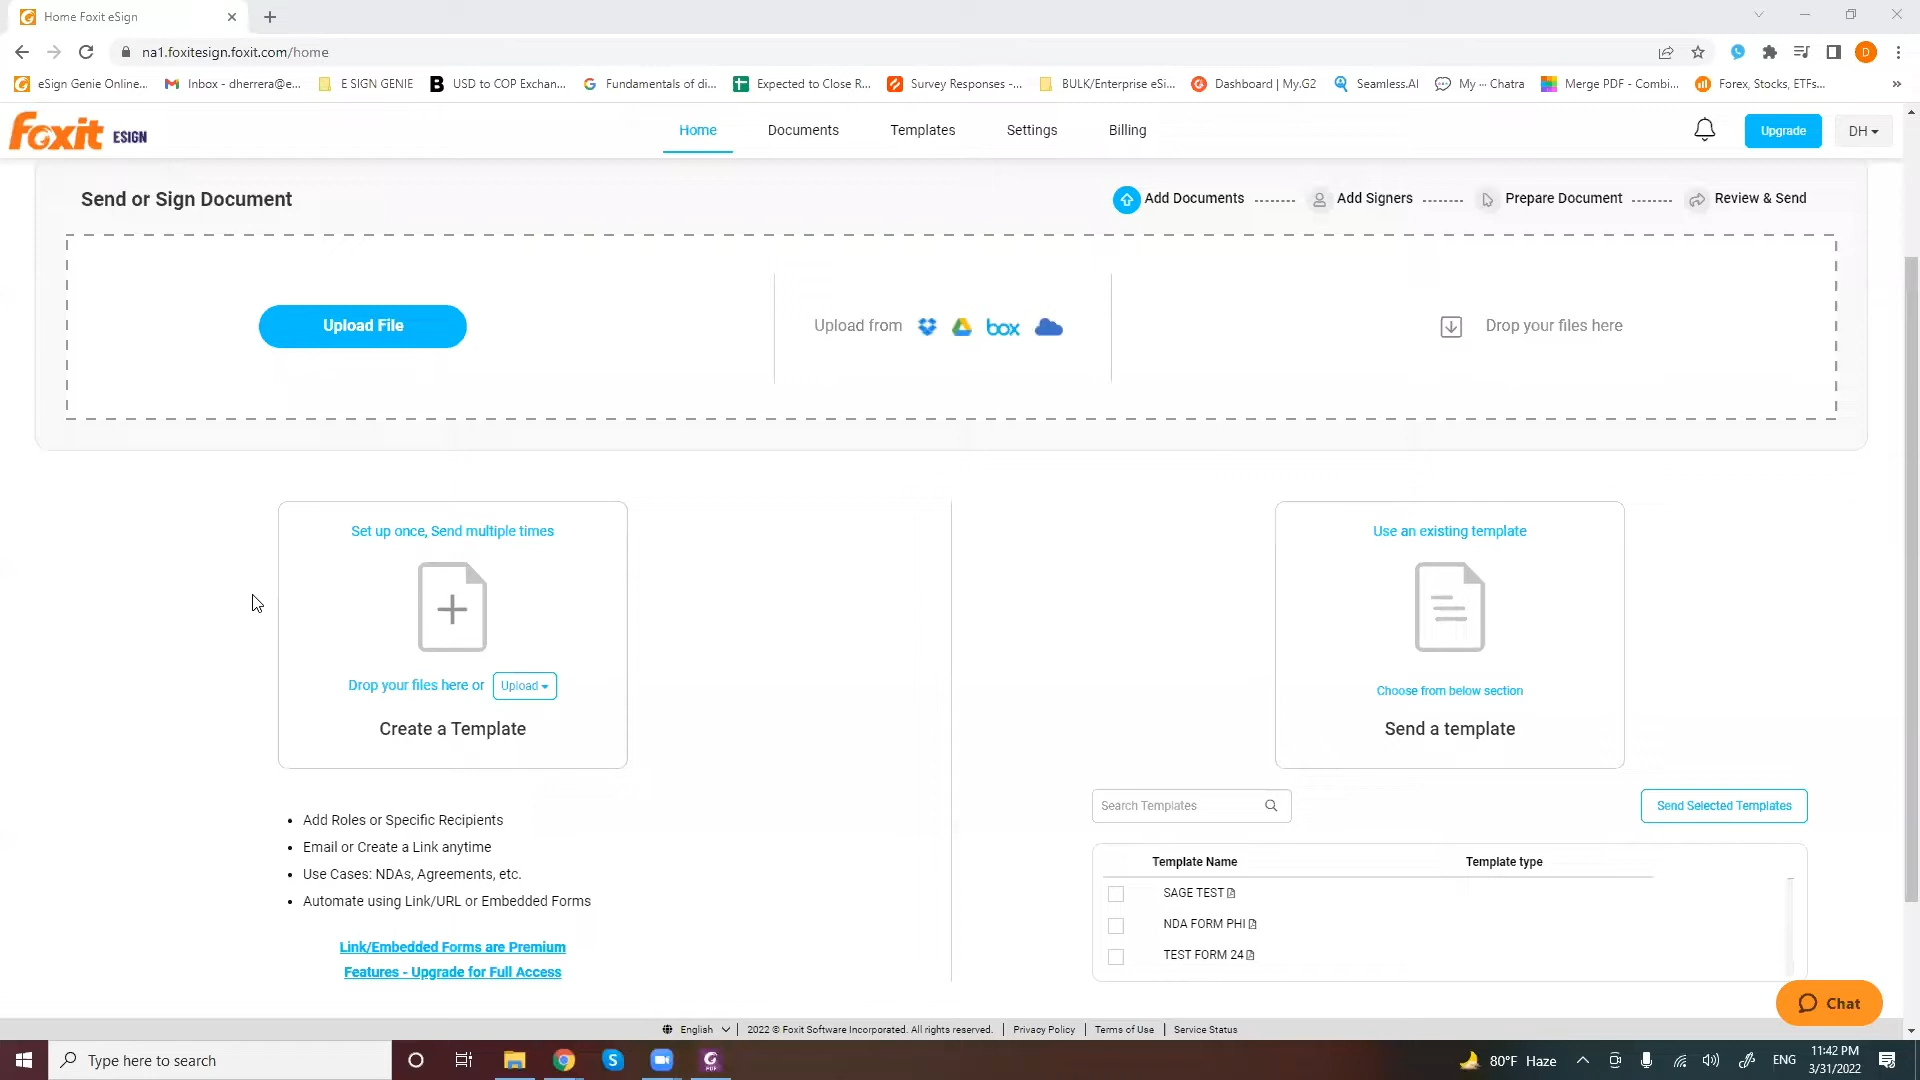 Home Foxit eSign
na1.foxitesign.foxit.com/home
D
eSign Genie Online...
Inbox - dherrera@e...
E SIGN GENIE
B
USD to COP Exchan...
Fundamentals of di...
Expected to Close R...
Survey Responses -...
BULK/Enterprise eSi...
Dashboard | My.G2
Seamless.AI
My ··· Chatra
Merge PDF - Combi...
Forex, Stocks, ETFs...
»
Foxit ESIGN
Home
Documents
Templates
Settings
Billing
Upgrade
DH
Send or Sign Document
Add Documents
Add Signers
Prepare Document
Review & Send
Upload File
Upload from
box
Drop your files here
Set up once, Send multiple times
Drop your files here or
Upload
Create a Template
Use an existing template
Choose from below section
Send a template
Add Roles or Specific Recipients
Email or Create a Link anytime
Use Cases: NDAs, Agreements, etc.
Automate using Link/URL or Embedded Forms
Link/Embedded Forms are Premium
Features - Upgrade for Full Access
Search Templates
Send Selected Templates
Template Name
Template type
SAGE TEST
NDA FORM PHI
TEST FORM 24
Chat
English
2022 © Foxit Software Incorporated. All rights reserved.
Privacy Policy
Terms of Use
Service Status
Type here to search
80°F Haze
ENG
11:42 PM
3/31/2022